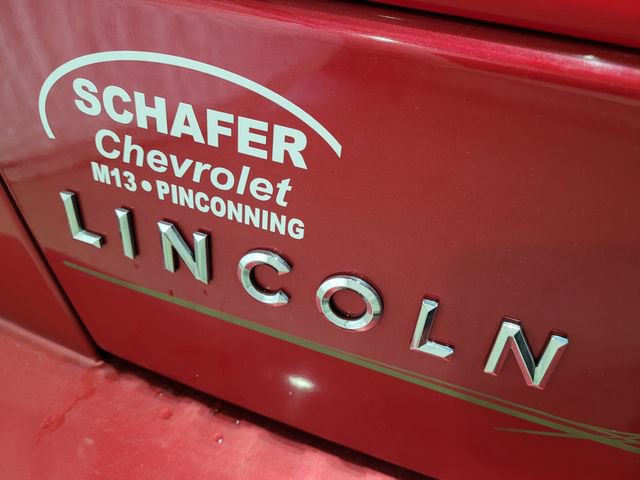 SCHAFER
Chevrolet
M13 • PINCONNING
LINCOLN